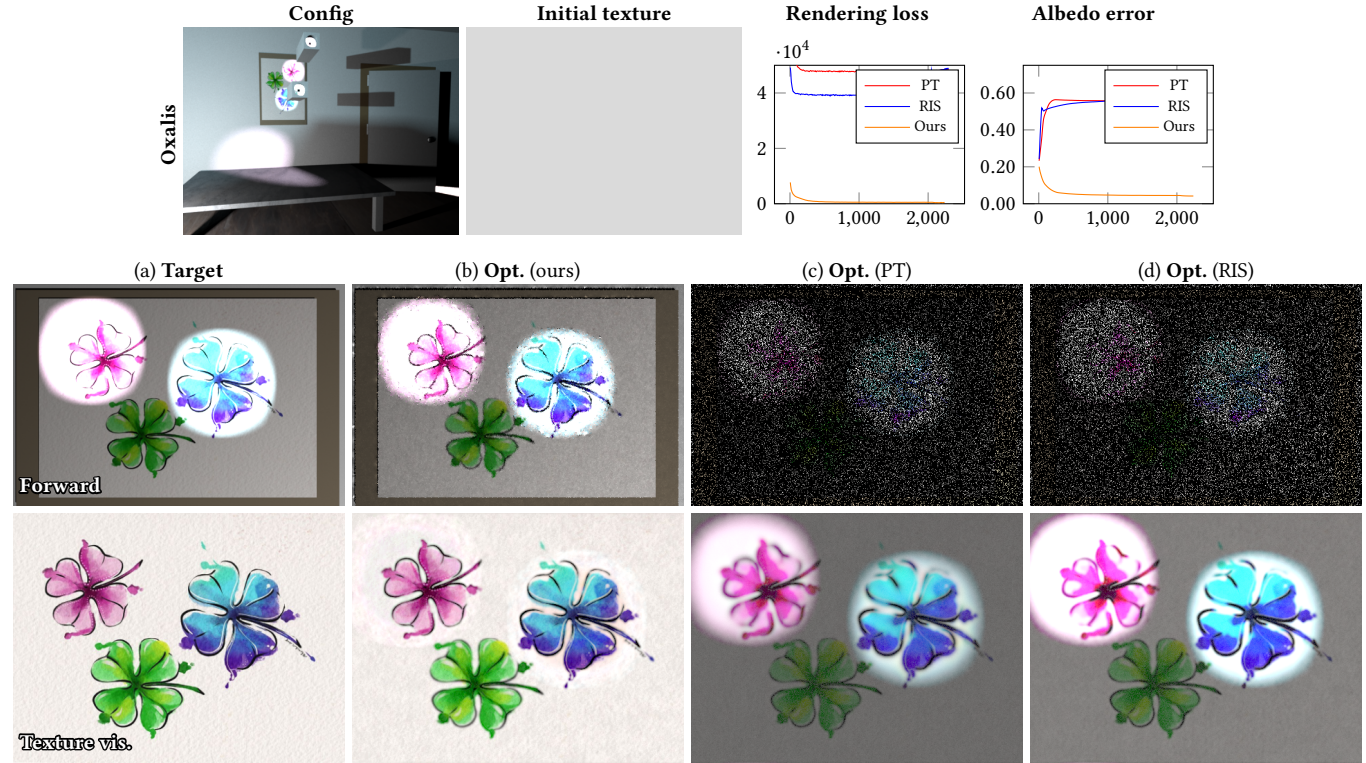 Config
Initial texture
Rendering loss
Albedo error
Oxalis
·10⁴
4
2
0
0
1,000
2,000
PT
RIS
Ours
0.60
0.40
0.20
0.00
0
1,000
2,000
PT
RIS
Ours
(a) Target
(b) Opt. (ours)
(c) Opt. (PT)
(d) Opt. (RIS)
Forward
Texture vis.